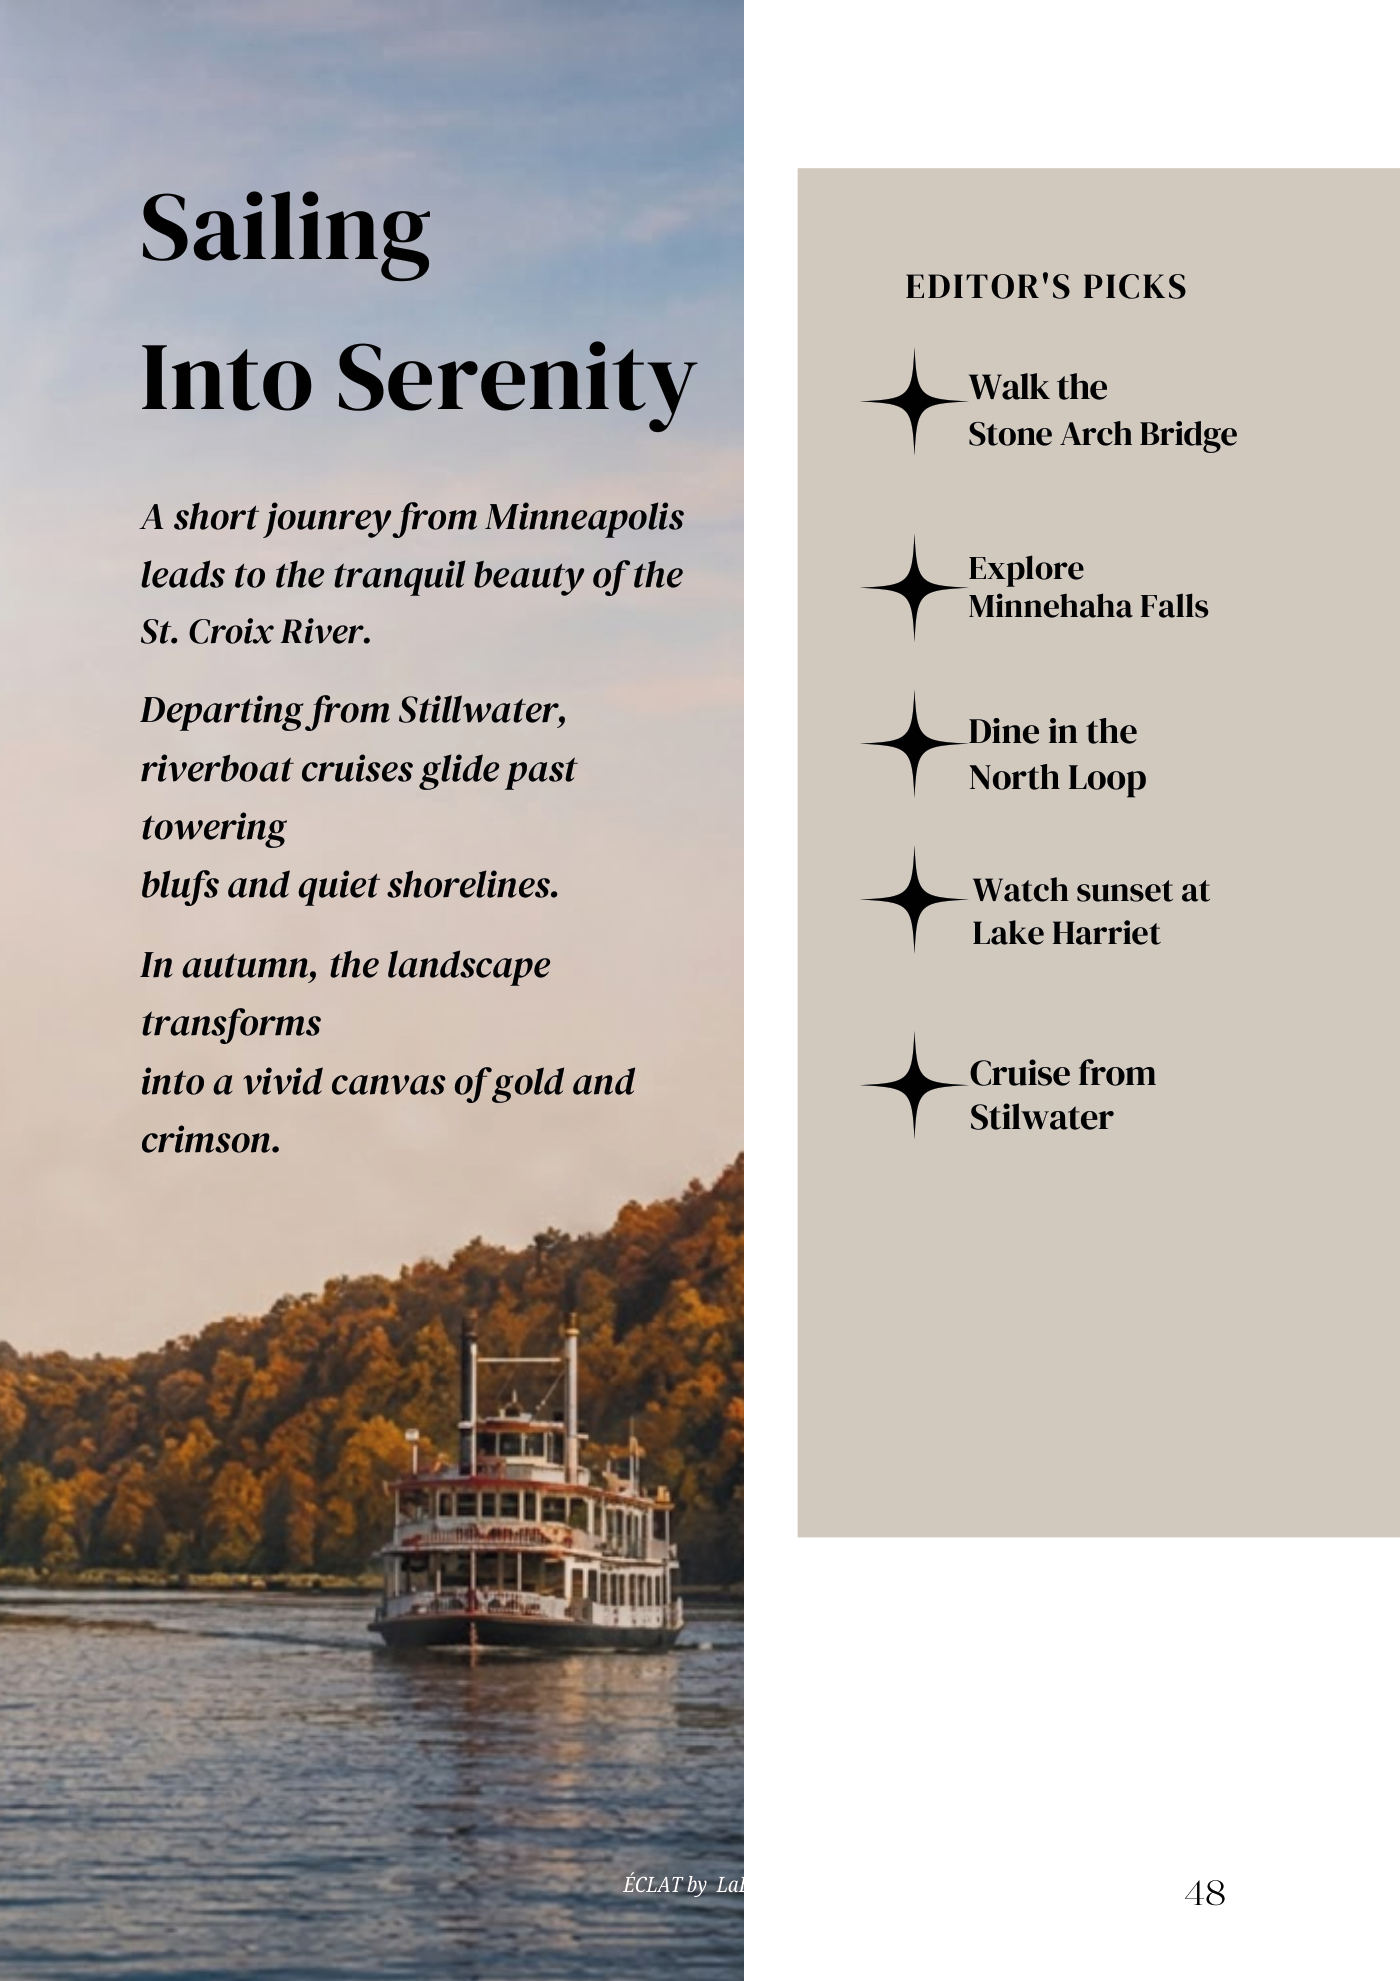 Sailing
Into Serenity
A short jounrey from Minneapolis
leads to the tranquil beauty of the
St. Croix River.
Departing from Stillwater,
riverboat cruises glide past
towering
blufs and quiet shorelines.
In autumn, the landscape
transforms
into a vivid canvas of gold and
crimson.
EDITOR'S PICKS
Walk the
Stone Arch Bridge
Explore
Minnehaha Falls
Dine in the
North Loop
Watch sunset at
Lake Harriet
Cruise from
Stilwater
ÉCLAT by
48